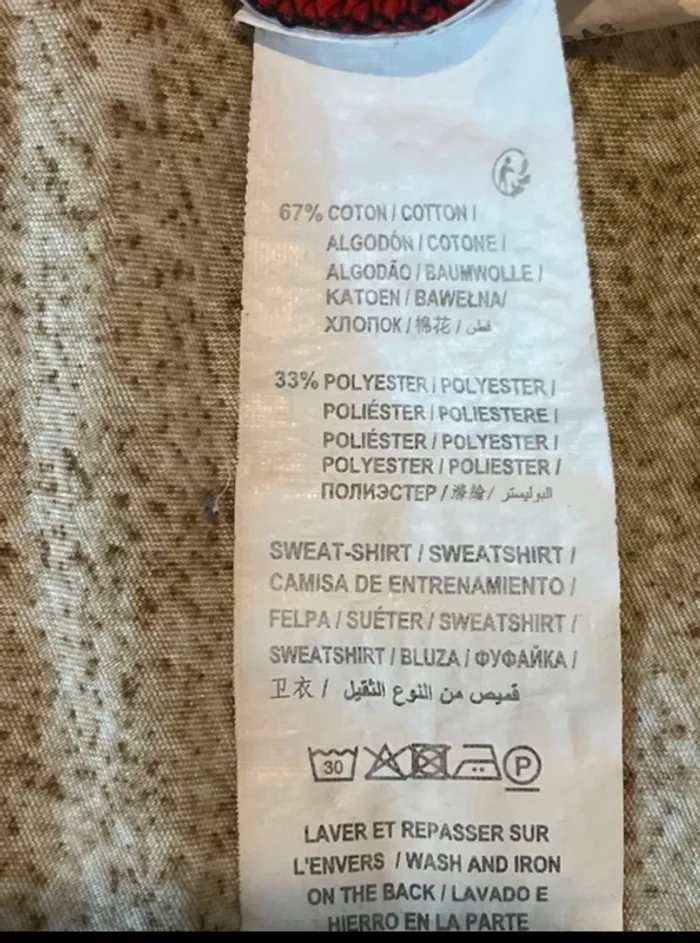 67% COTON / COTTON /
ALGODÓN / COTONE /
ALGODÃO / BAUMWOLLE /
KATOEN / BAWEŁNA/
ХЛОПОК / 棉花 / قطن
33% POLYESTER / POLYESTER /
POLIÉSTER / POLIESTERE /
POLIÉSTER / POLYESTER /
POLYESTER / POLIESTER /
ПОЛИЭСТЕР / البوليستر
SWEAT-SHIRT / SWEATSHIRT /
CAMISA DE ENTRENAMIENTO /
FELPA / SUÉTER / SWEATSHIRT /
SWEATSHIRT / BLUZA / ФУФАЙКА /
卫衣 / قميص من النوع الثقيل
30 P
LAVER ET REPASSER SUR
L'ENVERS / WASH AND IRON
ON THE BACK / LAVADO E
HIERRO EN LA PARTE